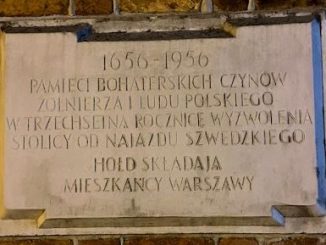 1656-1956
PAMIĘCI BOHATERSKICH CZYNÓW
ŻOŁNIERZA I LUDU POLSKIEGO
W TRZECHSETNĄ ROCZNICĘ WYZWOLENIA
STOLICY OD NAJAZDU SZWEDZKIEGO
HOŁD SKŁADAJĄ
MIESZKAŃCY WARSZAWY